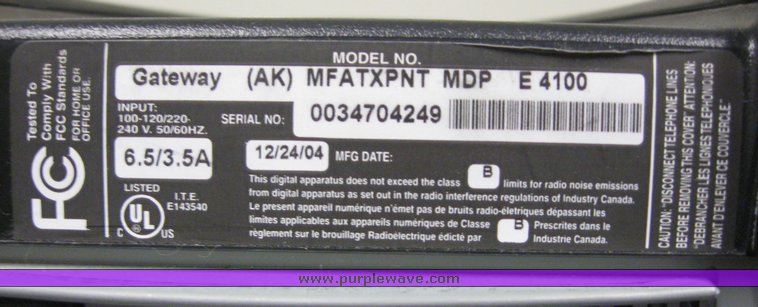 Tested To
Comply With
FCC Standards
FOR HOME OR
OFFICE USE.
FC
MODEL NO.
Gateway (AK) MFATXPNT MDP E 4100
INPUT:
100-120/220-
240 V. 50/60HZ.
SERIAL NO: 0034704249
6.5/3.5A
12/24/04 MFG DATE:
LISTED
I.T.E.
E143540
UL
C US
This digital apparatus does not exceed the class B limits for radio noise emissions
from digital apparatus as set out in the radio interference regulations of Industry Canada.
Le present appareil numérique n'émet pas de bruits radio-életriques dépassant les
limites applicables aux appareils numériques de Classe B Prescrites dans le
règlement sur le brouillage Radioélectrique édicté par Industrie Canada.
CAUTION: "DISCONNECT TELEPHONE LINES
BEFORE REMOVING THIS COVER" ATTENTION:
"DEBRANCHER LES LIGNES TELEPHONIQUES
AVANT D'ENLEVER CE COUVERCLE"
www.purplewave.com